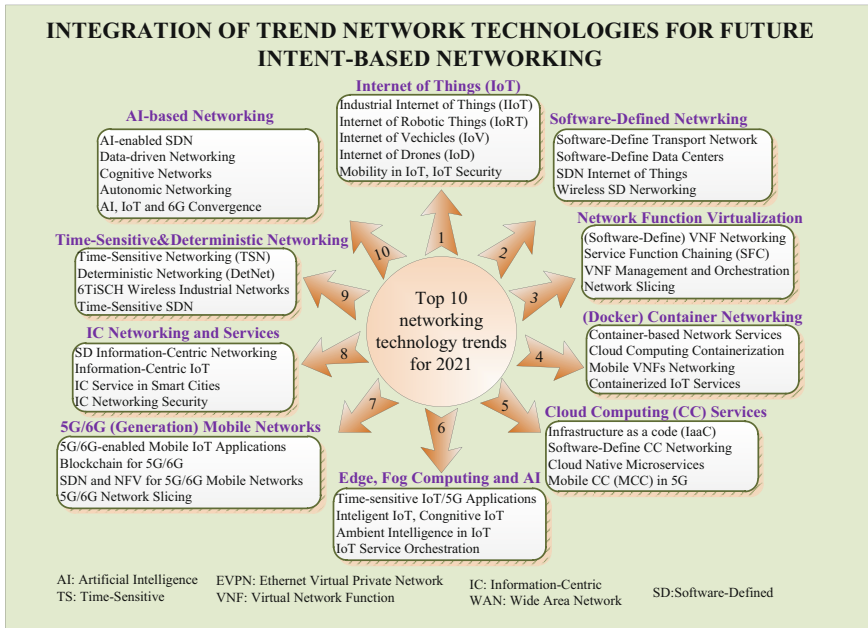 INTEGRATION OF TREND NETWORK TECHNOLOGIES FOR FUTURE
INTENT-BASED NETWORKING
Internet of Things (IoT)
Industrial Internet of Things (IIoT)
Internet of Robotic Things (IoRT)
Internet of Vechicles (IoV)
Internet of Drones (IoD)
Mobility in IoT, IoT Security
Software-Defined Netwrking
Software-Define Transport Network
Software-Define Data Centers
SDN Internet of Things
Wireless SD Nerworking
Network Function Virtualization
(Software-Define) VNF Networking
Service Function Chaining (SFC)
VNF Management and Orchestration
Network Slicing
(Docker) Container Networking
Container-based Network Services
Cloud Computing Containerization
Mobile VNFs Networking
Containerized IoT Services
Cloud Computing (CC) Services
Infrastructure as a code (IaaC)
Software-Define CC Networking
Cloud Native Microservices
Mobile CC (MCC) in 5G
Edge, Fog Computing and AI
Time-sensitive IoT/5G Applications
Inteligent IoT, Congnitive IoT
Ambient Intelligence in IoT
IoT Service Orchestration
5G/6G (Generation) Mobile Networks
5G/6G-enabled Mobile IoT Applications
Blockchain for 5G/6G
SDN and NFV for 5G/6G Mobile Networks
5G/6G Network Slicing
IC Networking and Services
SD Information-Centric Networking
Information-Centric IoT
IC Service in Smart Cities
IC Networking Security
Time-Sensitive&Deterministic Networking
Time-Sensitive Networking (TSN)
Deterministic Networking (DetNet)
6TiSCH Wireless Industrial Networks
Time-Sensitive SDN
AI-based Networking
AI-enabled SDN
Data-driven Networking
Cognitive Networks
Autonomic Networking
AI, IoT and 6G Convergence
1
2
3
4
5
6
7
8
9
10
Top 10
networking
technology trends
for 2021
AI: Artificial Intelligence EVPN: Ethernet Virtual Private Network IC: Information-Centric SD:Software-Defined
TS: Time-Sensitive VNF: Virtual Network Function WAN: Wide Area Network